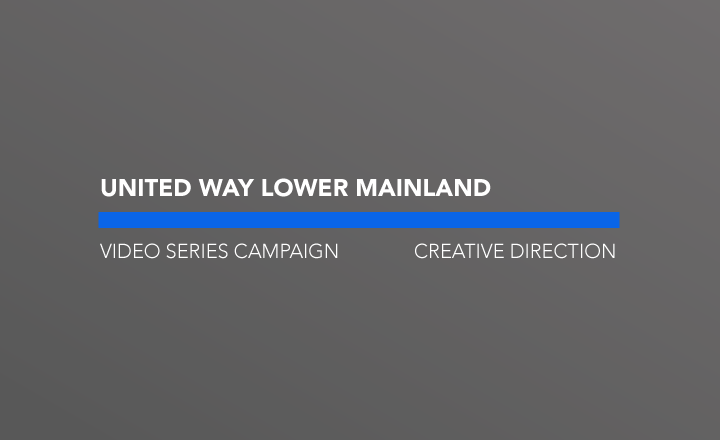 UNITED WAY LOWER MAINLAND
VIDEO SERIES CAMPAIGN CREATIVE DIRECTION